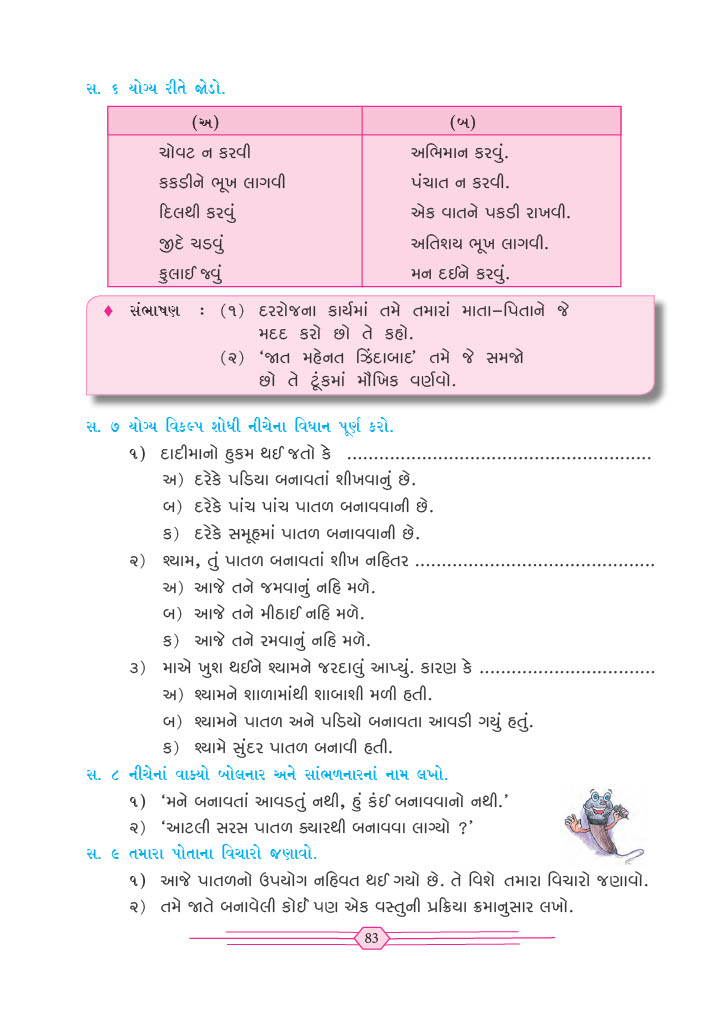 સ. ૬ યોગ્ય રીતે જોડો.
(અ) (બ)
ચોવટ ન કરવી અભિમાન કરવું.
કકડીને ભૂખ લાગવી પંચાત ન કરવી.
દિલથી કરવું એક વાતને પકડી રાખવી.
જીદે ચડવું અતિશય ભૂખ લાગવી.
ફુલાઈ જવું મન દઈને કરવું.
♦ સંભાષણ : (૧) દરરોજના કાર્યમાં તમે તમારાં માતા-પિતાને જે
મદદ કરો છો તે કહો.
(૨) ‘જાત મહેનત ઝિંદાબાદ’ તમે જે સમજો
છો તે ટૂંકમાં મૌખિક વર્ણવો.
સ. ૭ યોગ્ય વિકલ્પ શોધી નીચેના વિધાન પૂર્ણ કરો.
૧) દાદીમાનો હુકમ થઈ જતો કે ..........................................................
અ) દરેકે પડિયા બનાવતાં શીખવાનું છે.
બ) દરેકે પાંચ પાંચ પાતળ બનાવવાની છે.
ક) દરેકે સમૂહમાં પાતળ બનાવવાની છે.
૨) શ્યામ, તું પાતળ બનાવતાં શીખ નહિતર .............................................
અ) આજે તને જમવાનું નહિ મળે.
બ) આજે તને મીઠાઈ નહિ મળે.
ક) આજે તને રમવાનું નહિ મળે.
૩) માએ ખુશ થઈને શ્યામને જરદાલું આપ્યું. કારણ કે .................................
અ) શ્યામને શાળામાંથી શાબાશી મળી હતી.
બ) શ્યામને પાતળ અને પડિયો બનાવતા આવડી ગયું હતું.
ક) શ્યામે સુંદર પાતળ બનાવી હતી.
સ. ૮ નીચેનાં વાક્યો બોલનાર અને સાંભળનારનાં નામ લખો.
૧) ‘મને બનાવતાં આવડતું નથી, હું કંઈ બનાવવાનો નથી.’
૨) ‘આટલી સરસ પાતળ ક્યારથી બનાવવા લાગ્યો ?’
સ. ૯ તમારા પોતાના વિચારો જણાવો.
૧) આજે પાતળનો ઉપયોગ નહિવત થઈ ગયો છે. તે વિશે તમારા વિચારો જણાવો.
૨) તમે જાતે બનાવેલી કોઈ પણ એક વસ્તુની પ્રક્રિયા ક્રમાનુસાર લખો.
83